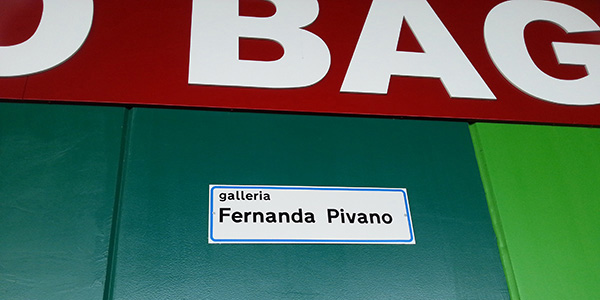 O BAG
galleria
Fernanda Pivano